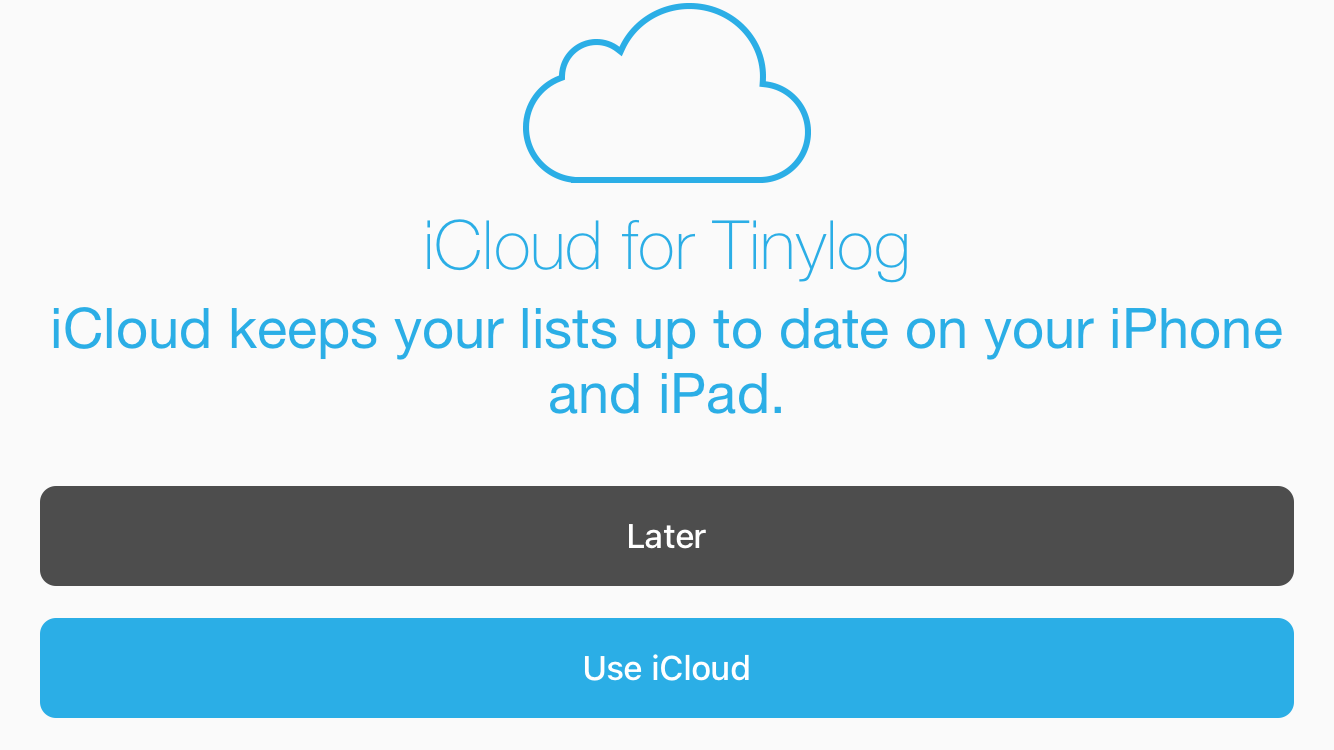 iCloud for Tinylog
iCloud keeps your lists up to date on your iPhone
and iPad.
Later
Use iCloud